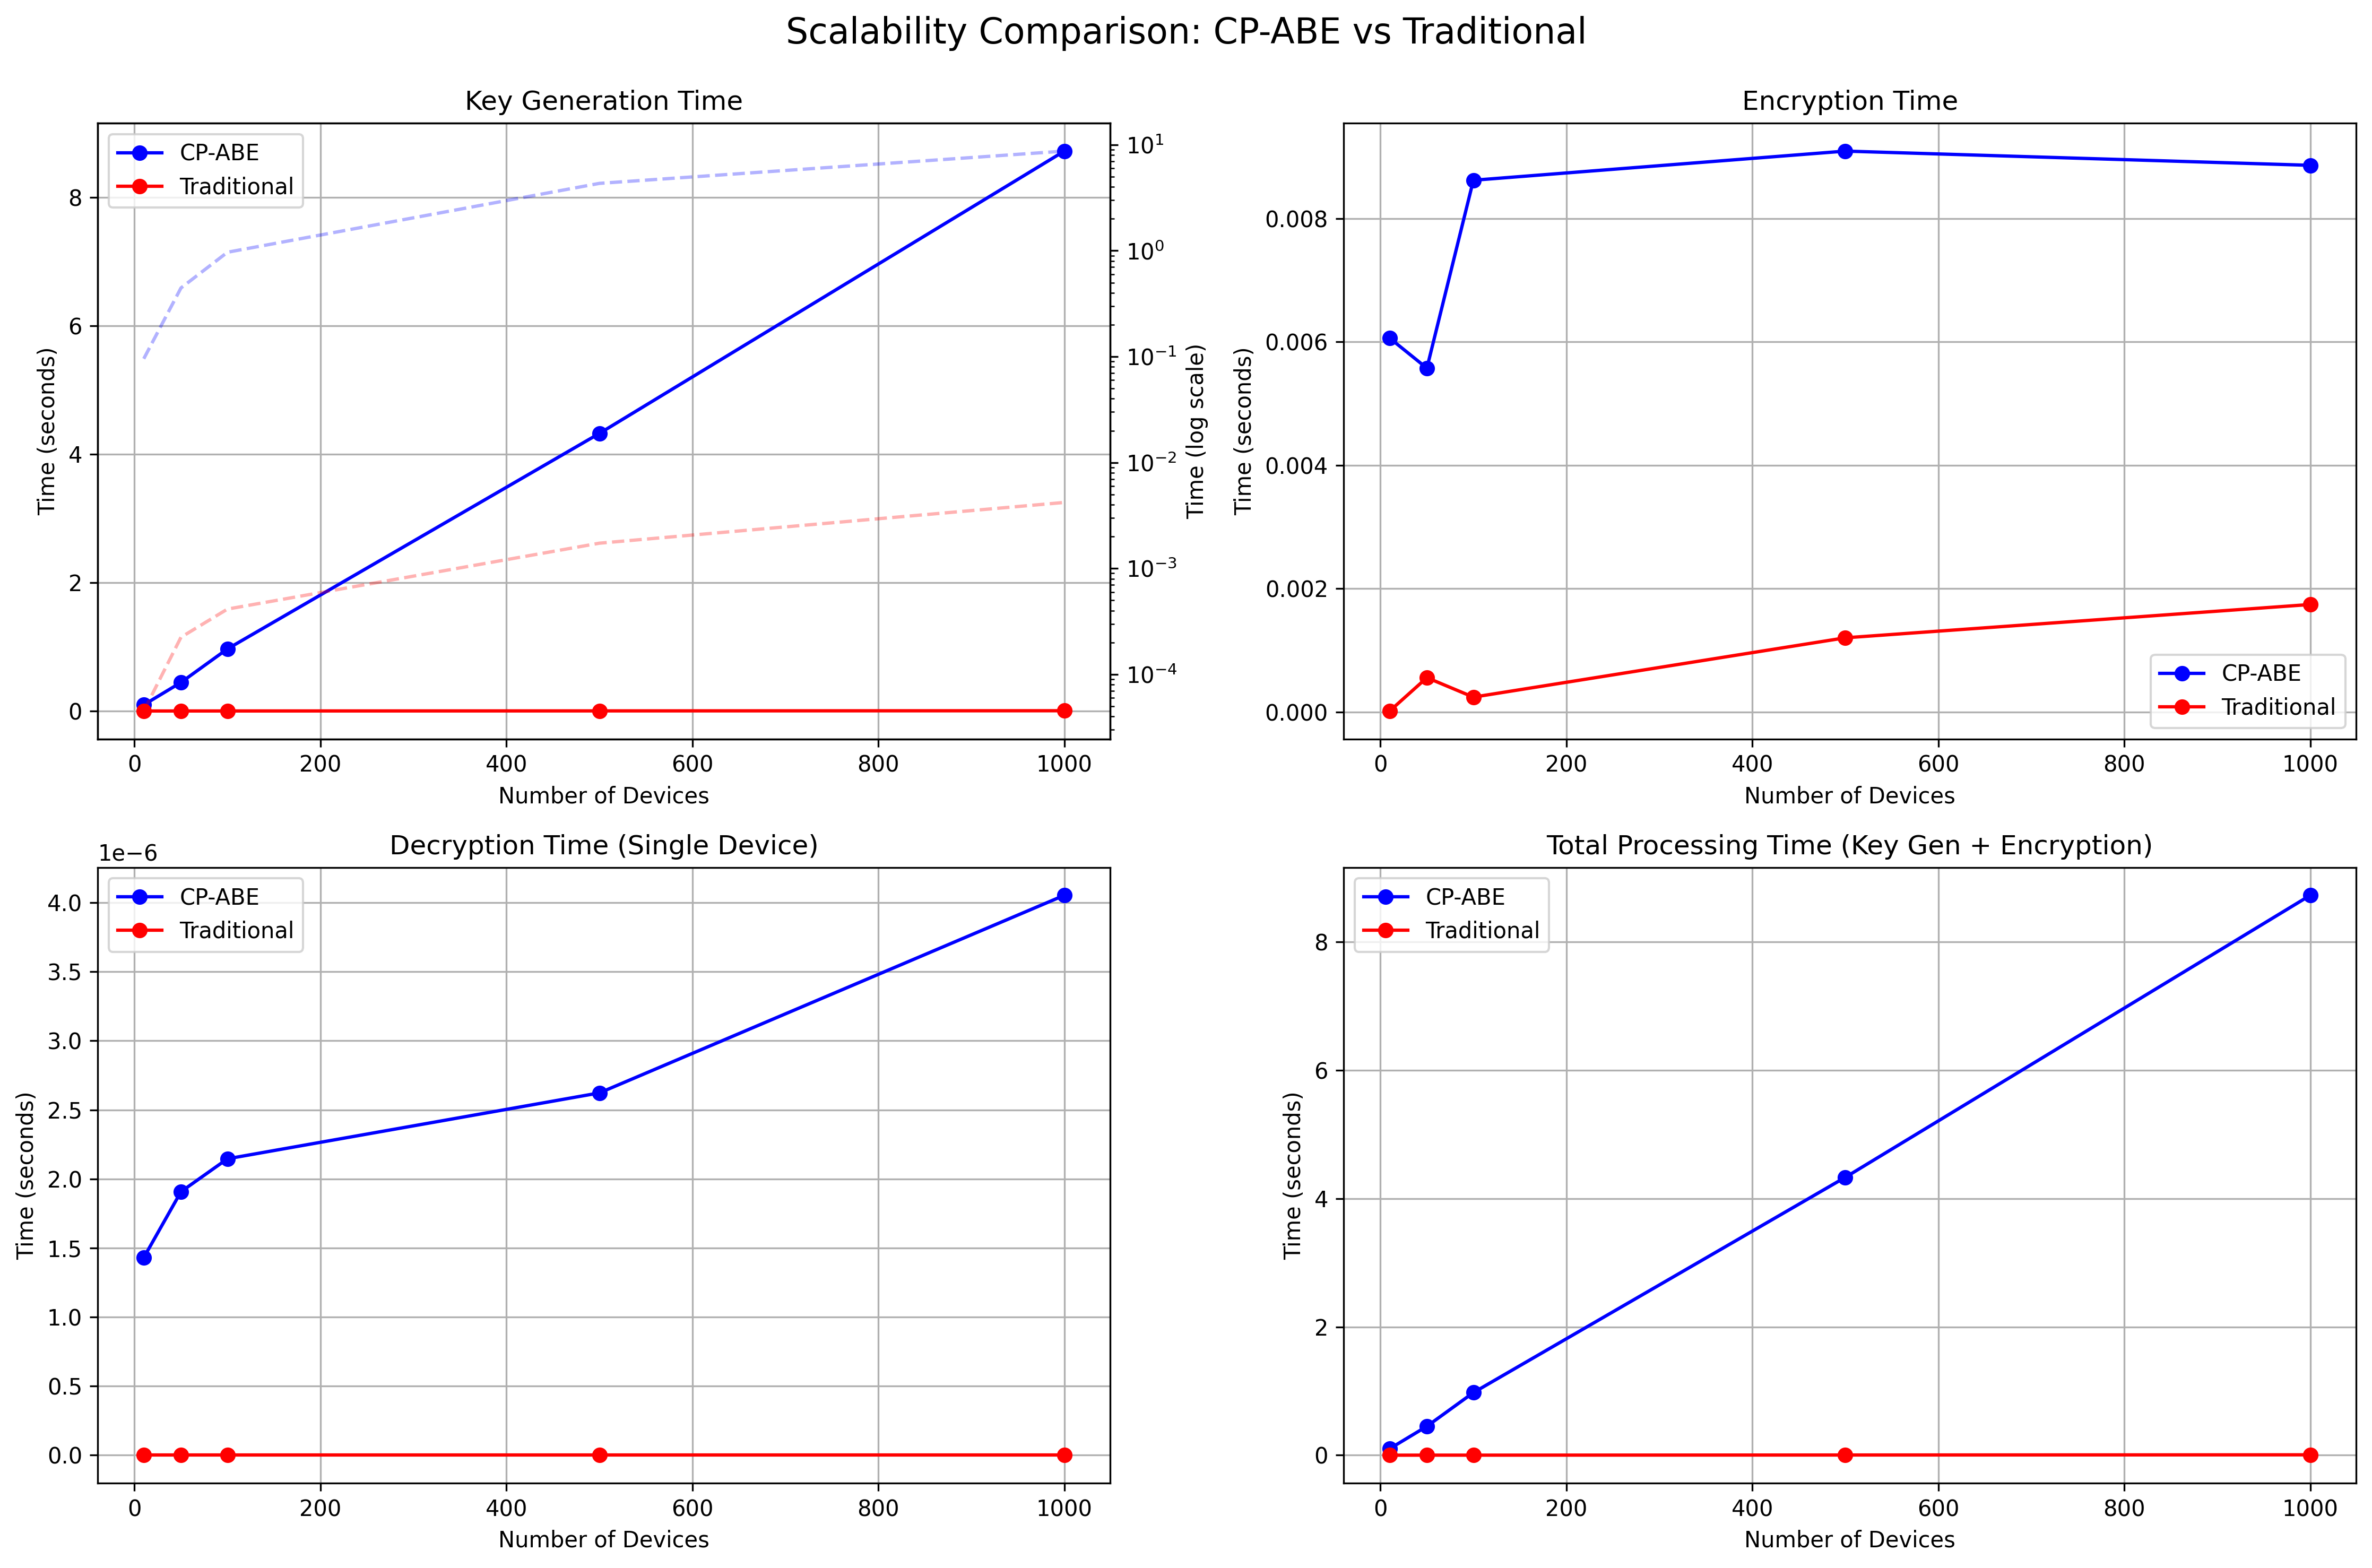 Scalability Comparison: CP-ABE vs Traditional
Key Generation Time
CP-ABE
Traditional
8
6
4
2
0
Time (seconds)
10¹
10⁰
10⁻¹
10⁻²
10⁻³
10⁻⁴
Time (log scale)
0 200 400 600 800 1000
Number of Devices
Encryption Time
0.008
0.006
0.004
0.002
0.000
Time (seconds)
CP-ABE
Traditional
0 200 400 600 800 1000
Number of Devices
Decryption Time (Single Device)
1e−6
CP-ABE
Traditional
4.0
3.5
3.0
2.5
2.0
1.5
1.0
0.5
0.0
Time (seconds)
0 200 400 600 800 1000
Number of Devices
Total Processing Time (Key Gen + Encryption)
CP-ABE
Traditional
8
6
4
2
0
Time (seconds)
0 200 400 600 800 1000
Number of Devices